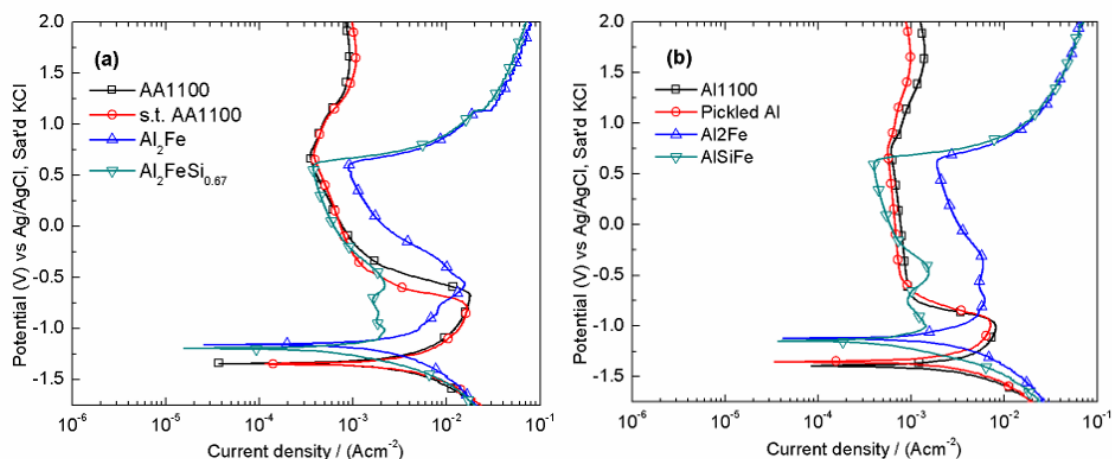 (a)
AA1100
s.t. AA1100
Al₂Fe
Al₂FeSi₀.₆₇
2.0
1.5
1.0
0.5
0.0
-0.5
-1.0
-1.5
Potential (V) vs Ag/AgCl, Sat'd KCl
10⁻⁶ 10⁻⁵ 10⁻⁴ 10⁻³ 10⁻² 10⁻¹
Current density / (Acm⁻²)
(b)
Al1100
Pickled Al
Al2Fe
AlSiFe
2.0
1.5
1.0
0.5
0.0
-0.5
-1.0
-1.5
Potential (V) vs Ag/AgCl, Sat'd KCl
10⁻⁶ 10⁻⁵ 10⁻⁴ 10⁻³ 10⁻² 10⁻¹
Current density / (Acm⁻²)